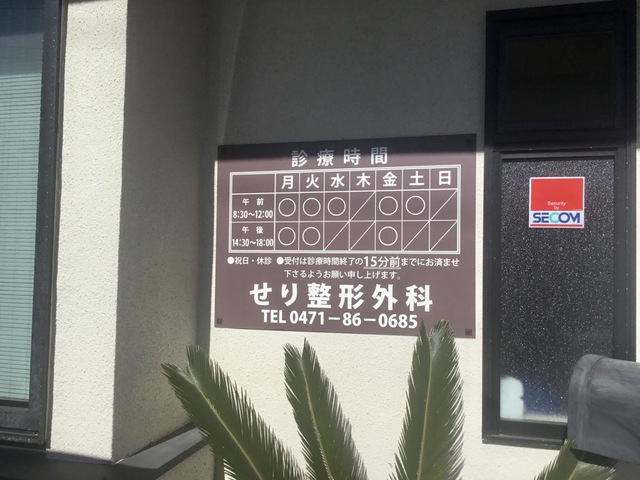 診療時間
月 火 水 木 金 土 日
午前 8:30~12:00 ○ ○ ○ / ○ ○ /
午後 14:30~18:00 ○ ○ / / ○ / /
●祝日・休診 ●受付は診療時間終了の15分前までにお済ませ
下さるようお願い申し上げます。
せり整形外科
TEL 0471-86-0685
Security
by
SECOM